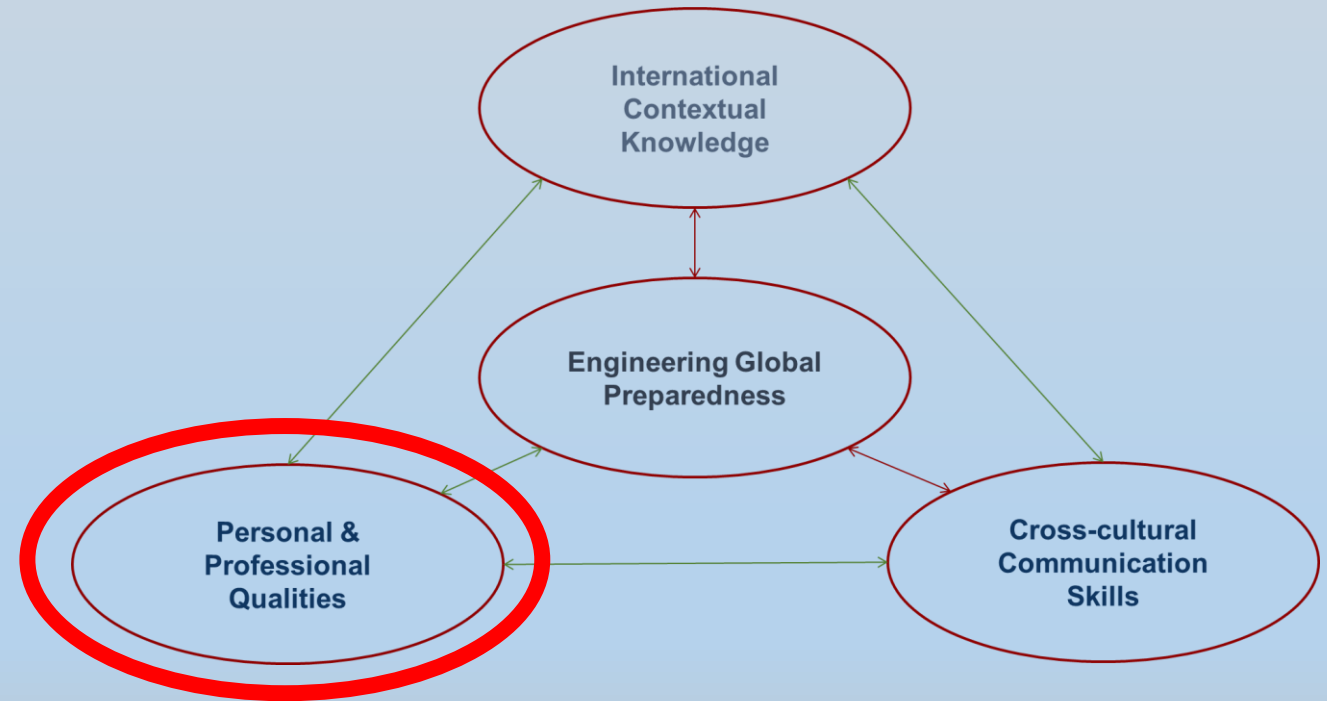 International
Contextual
Knowledge
Engineering Global
Preparedness
Personal &
Professional
Qualities
Cross-cultural
Communication
Skills